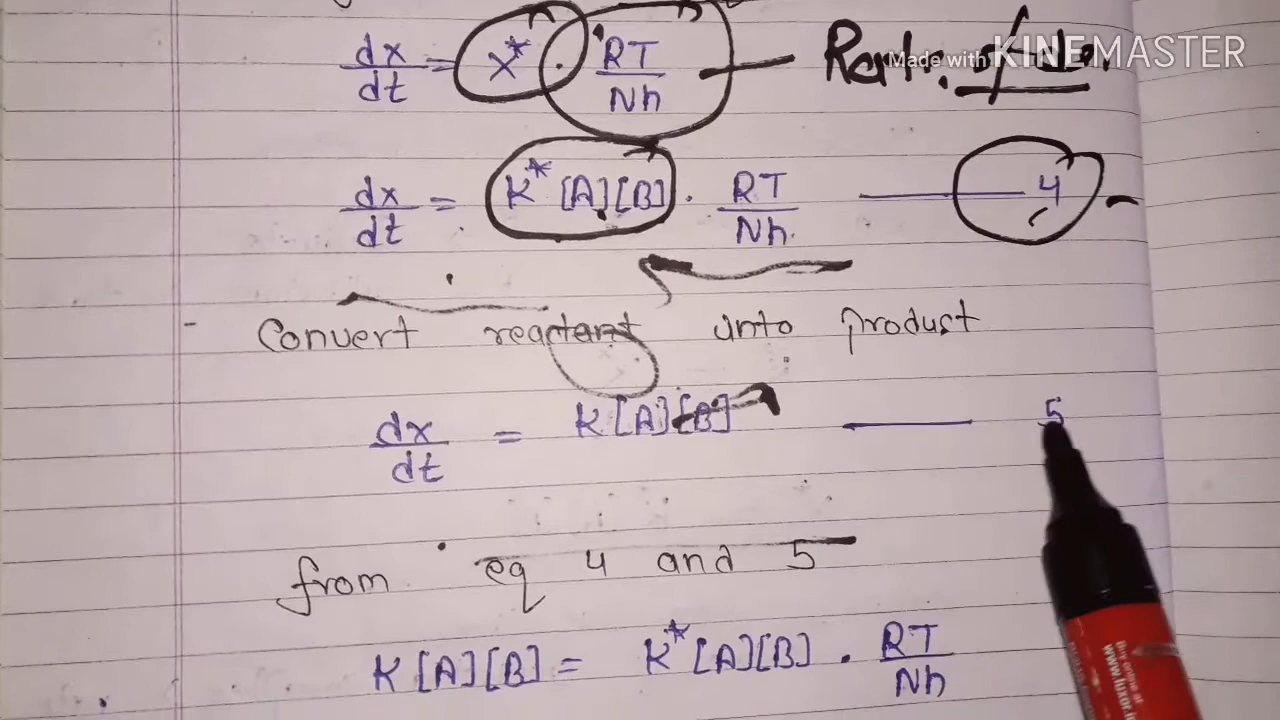 dx/dt = X* . RT/Nh — Made with KINEMASTER
dx/dt = K* [A][B] . RT/Nh. — 4
- Convert reactant into product
dx/dt = K[A][B] — 5
from eq 4 and 5
K[A][B] = K* [A][B] . RT/Nh